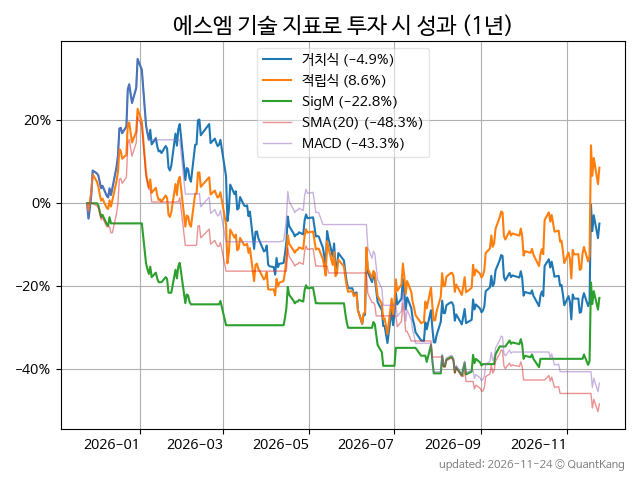 에스엠 기술 지표로 투자 시 성과 (1년)
거치식 (−4.9%)
적립식 (8.6%)
SigM (−22.8%)
SMA(20) (−48.3%)
MACD (−43.3%)
20%
0%
−20%
−40%
2026-01 2026-03 2026-05 2026-07 2026-09 2026-11
updated: 2026-11-24 © QuantKang